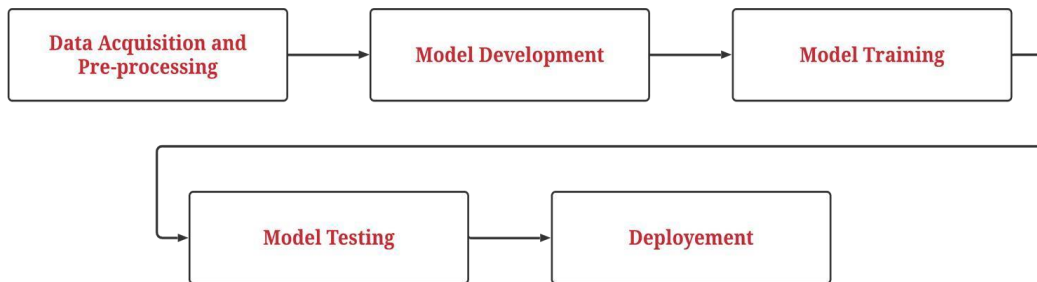 Data Acquisition and
Pre-processing
Model Development
Model Training
Model Testing
Deployement